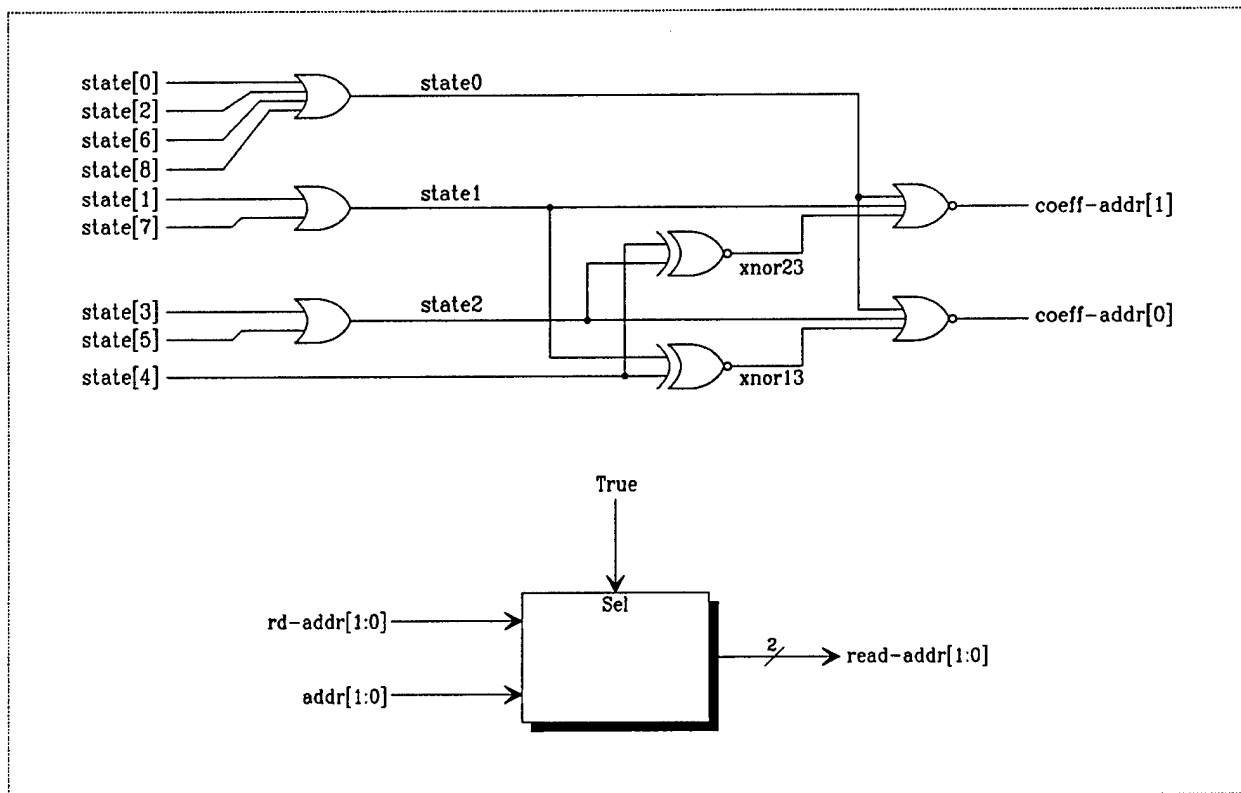 state[0]
state0
state[2]
state[6]
state[8]
state[1]
state1
coeff-addr[1]
state[7]
xnor23
state[3]
state2
coeff-addr[0]
state[5]
state[4]
xnor13
True
Sel
rd-addr[1:0]
2
read-addr[1:0]
addr[1:0]